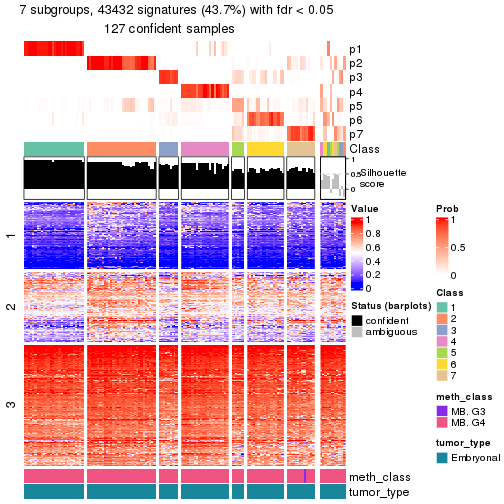 7 subgroups, 43432 signatures (43.7%) with fdr < 0.05
127 confident samples
p1
p2
p3
p4
p5
p6
p7
Class
1
0.5
0
Silhouette
score
1
2
3
Value
1
0.8
0.6
0.4
0.2
0
Prob
1
0.5
0
Status (barplots)
confident
ambiguous
Class
1
2
3
4
5
6
7
meth_class
MB. G3
MB. G4
tumor_type
Embryonal
meth_class
tumor_type